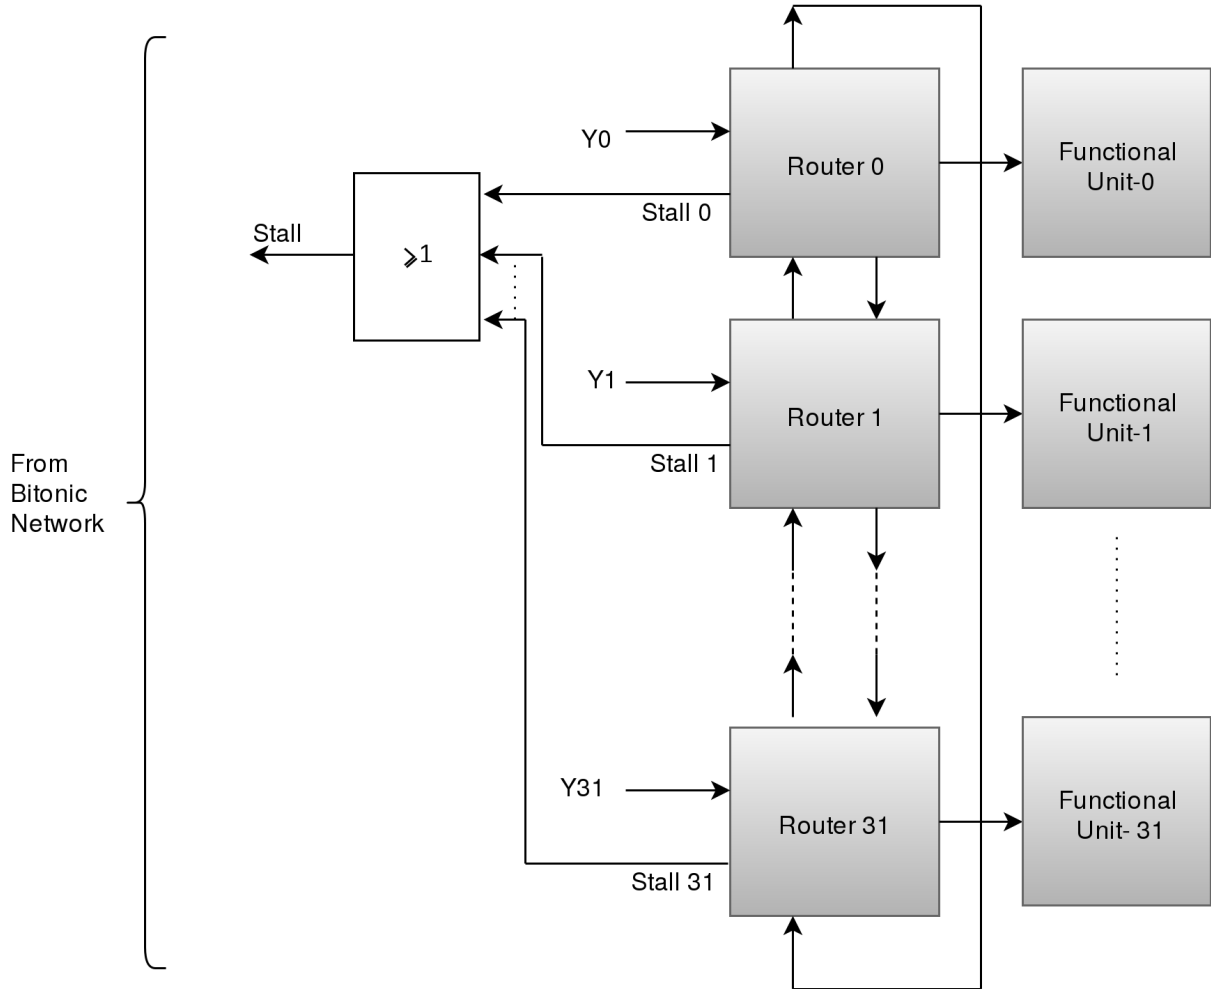 Y0
Router 0
Functional
Unit-0
Stall 0
Stall
⩾1
Y1
Router 1
Functional
Unit-1
Stall 1
From
Bitonic
Network
Y31
Router 31
Functional
Unit- 31
Stall 31